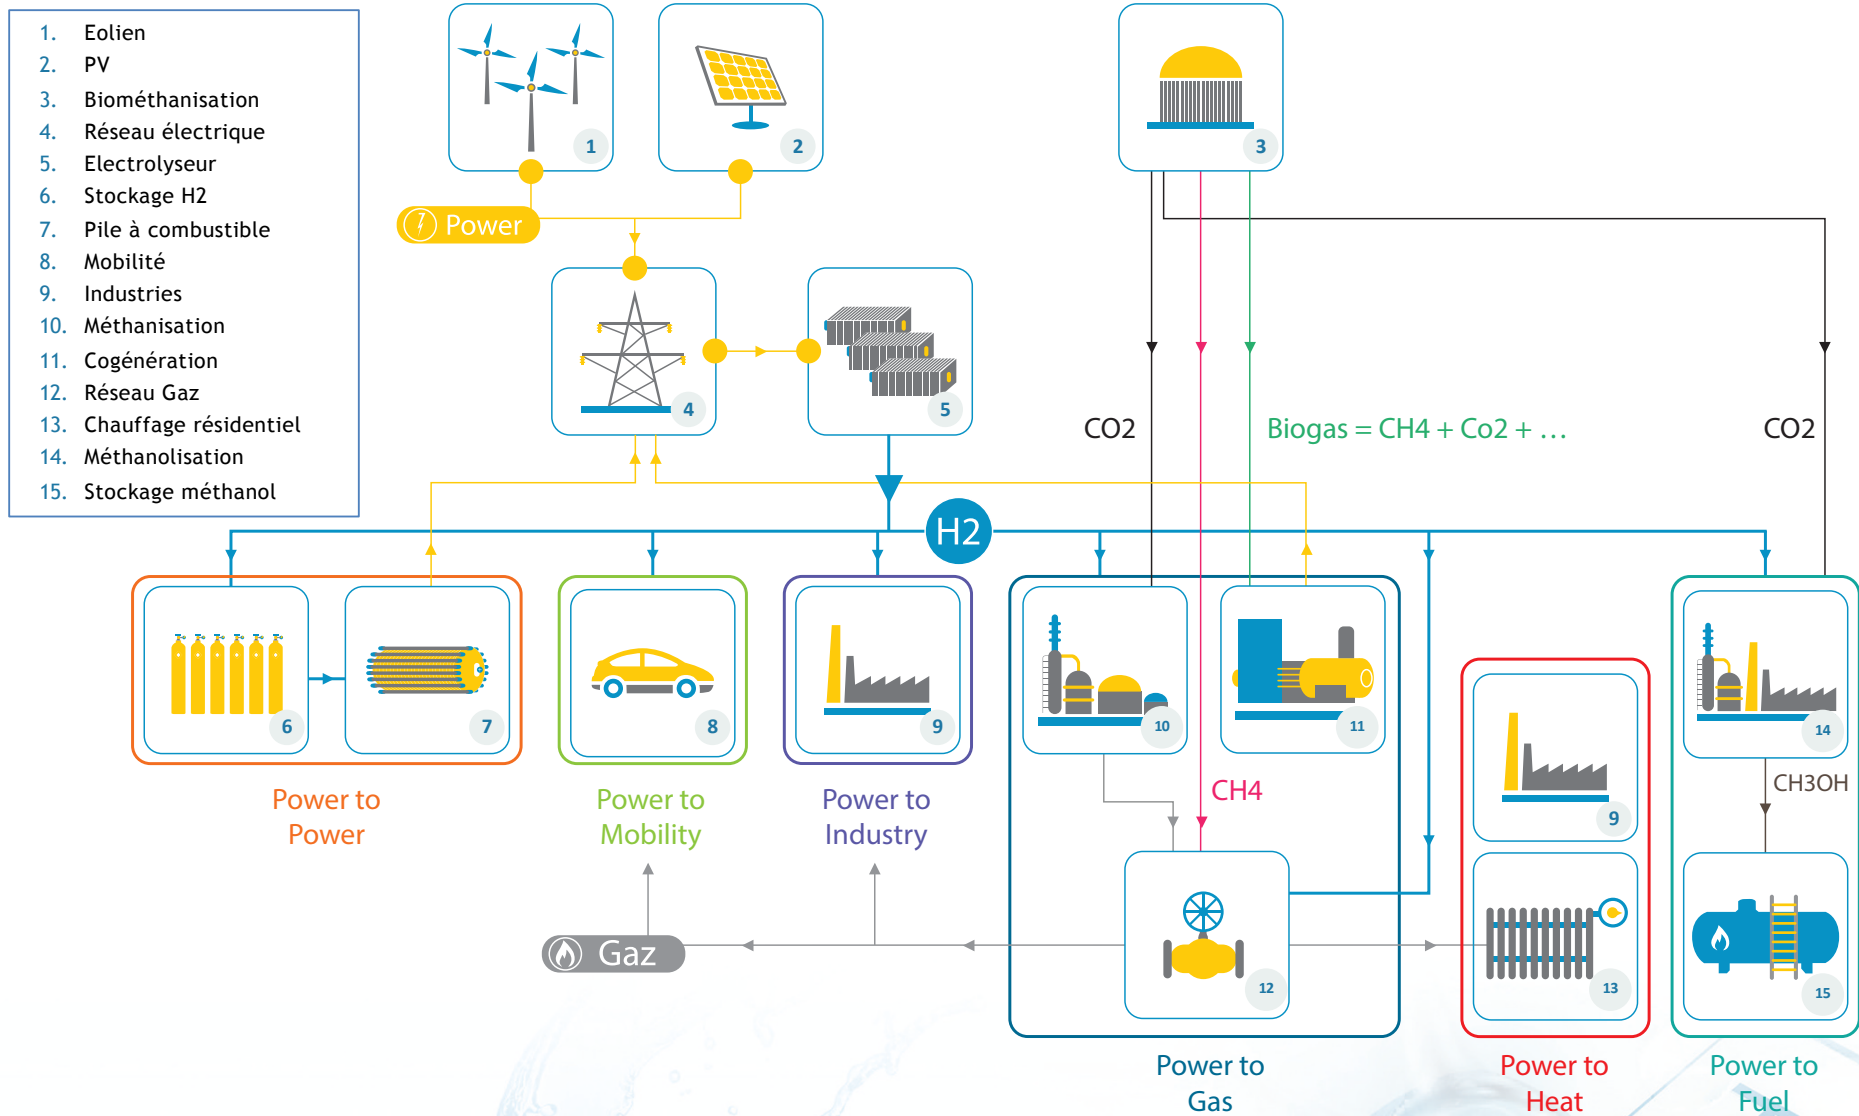 1. Eolien
2. PV
3. Biométhanisation
4. Réseau électrique
5. Electrolyseur
6. Stockage H2
7. Pile à combustible
8. Mobilité
9. Industries
10. Méthanisation
11. Cogénération
12. Réseau Gaz
13. Chauffage résidentiel
14. Méthanolisation
15. Stockage méthanol
1
2
3
Power
4
5
CO2
Biogas = CH4 + Co2 + …
CO2
H2
6
7
8
9
10
11
14
Power to
Power
Power to
Mobility
Power to
Industry
CH4
CH3OH
9
Gaz
12
13
15
Power to
Gas
Power to
Heat
Power to
Fuel